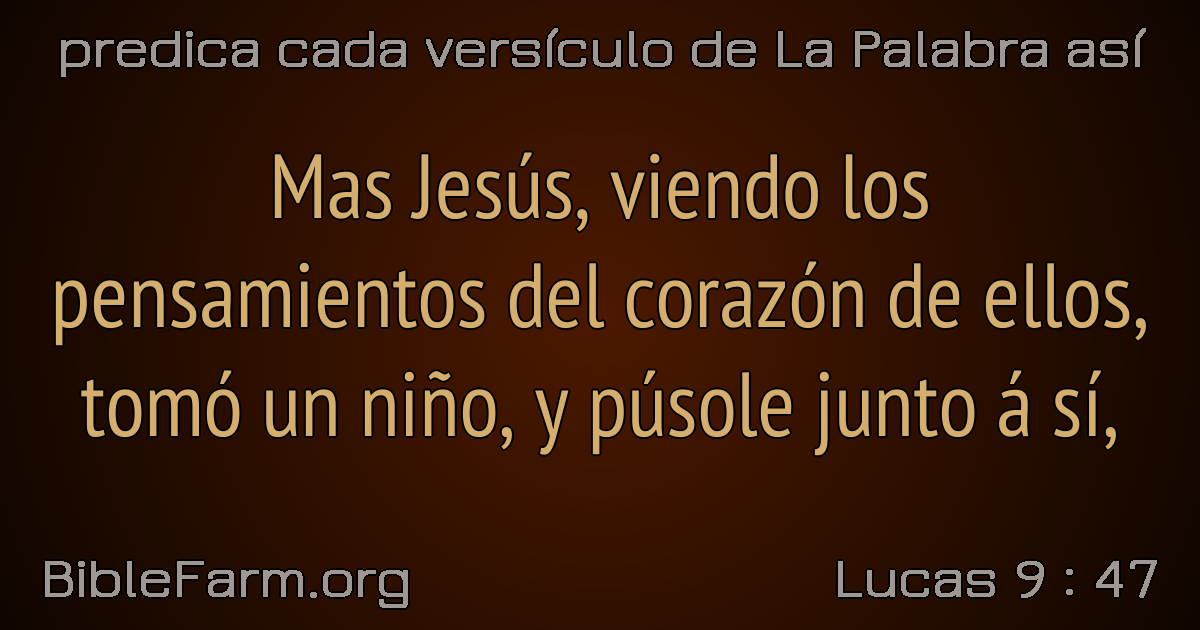 predica cada versículo de La Palabra así
Mas Jesús, viendo los
pensamientos del corazón de ellos,
tomó un niño, y púsole junto á sí,
BibleFarm.org
Lucas 9 : 47